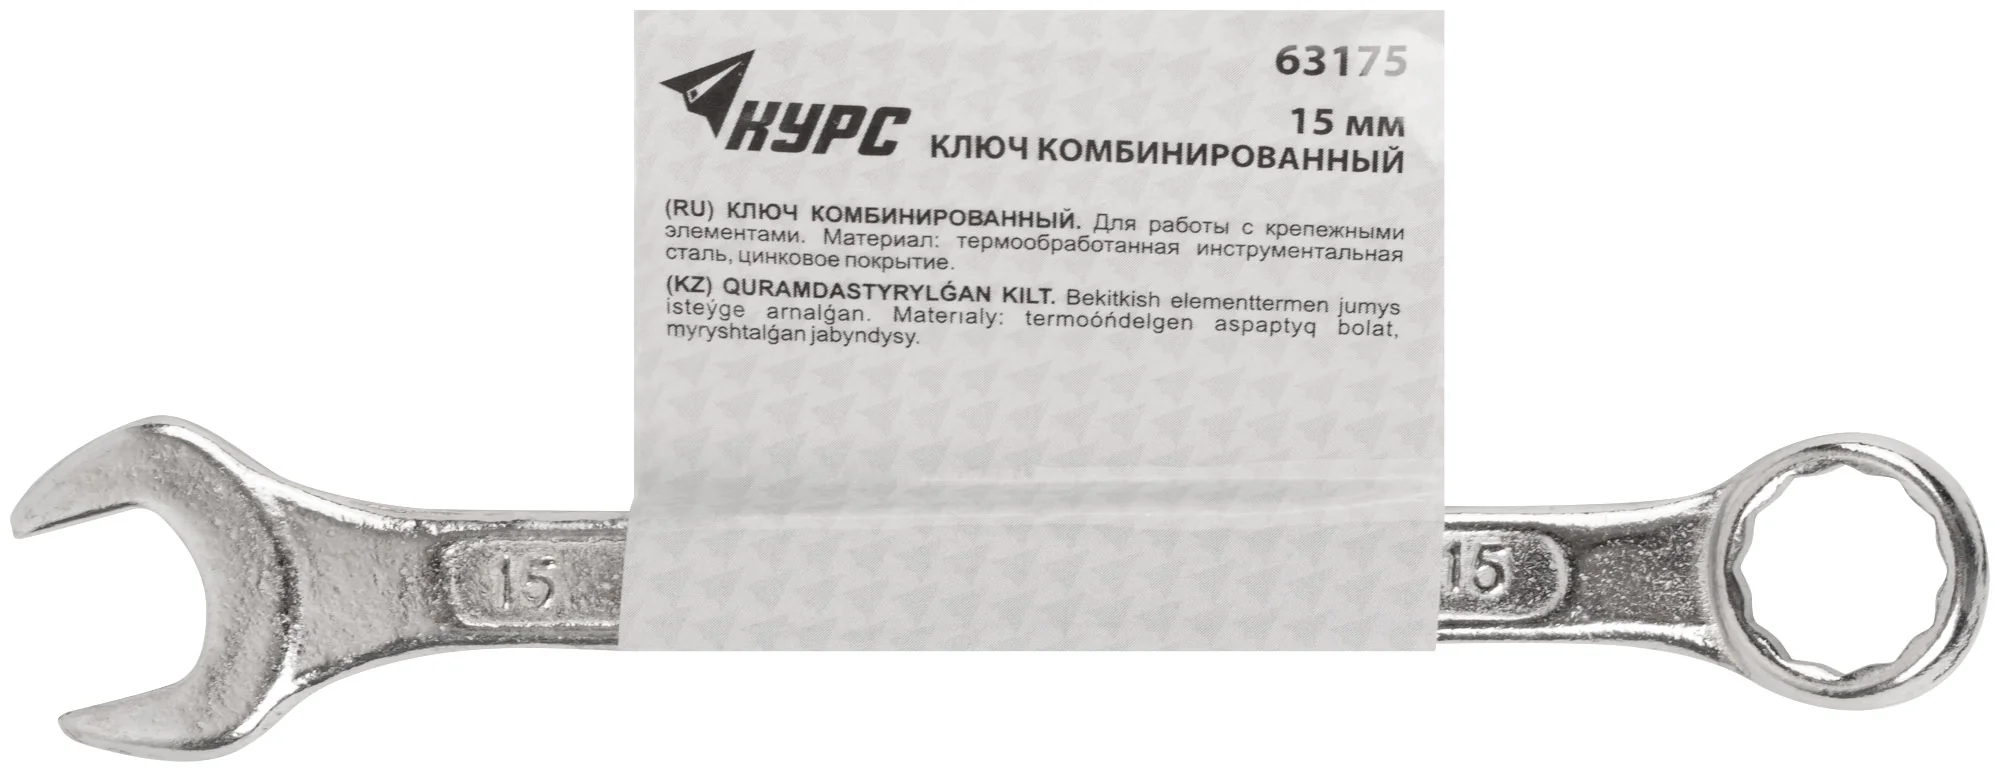 КУРС
63175
15 мм
КЛЮЧ КОМБИНИРОВАННЫЙ
(RU) КЛЮЧ КОМБИНИРОВАННЫЙ. Для работы с крепежными
элементами. Материал: термообработанная инструментальная
сталь, цинковое покрытие.
(KZ) QURAMDASTYRYLǴAN KILT. Bekitkish elementtermen jumys
isteýge arnalǵan. Materıaly: termoóńdelgen aspaptyq bolat,
myryshtalǵan jabyndysy.
15
15